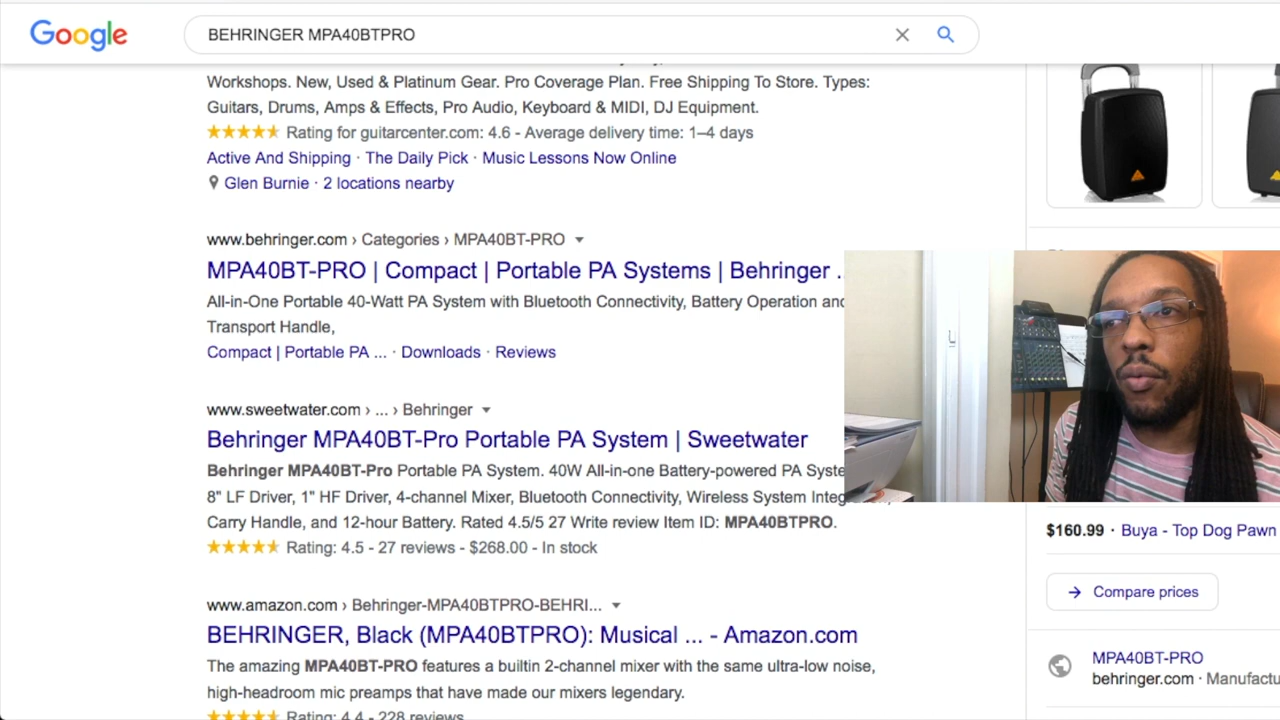 Google
BEHRINGER MPA40BTPRO
Workshops. New, Used & Platinum Gear. Pro Coverage Plan. Free Shipping To Store. Types:
Guitars, Drums, Amps & Effects, Pro Audio, Keyboard & MIDI, DJ Equipment.
Rating for guitarcenter.com: 4.6 - Average delivery time: 1–4 days
Active And Shipping · The Daily Pick · Music Lessons Now Online
Glen Burnie · 2 locations nearby
www.behringer.com › Categories › MPA40BT-PRO
MPA40BT-PRO | Compact | Portable PA Systems | Behringer
All-in-One Portable 40-Watt PA System with Bluetooth Connectivity, Battery Operation and
Transport Handle,
Compact | Portable PA ... · Downloads · Reviews
www.sweetwater.com › ... › Behringer
Behringer MPA40BT-Pro Portable PA System | Sweetwater
Behringer MPA40BT-Pro Portable PA System. 40W All-in-one Battery-powered PA Syste
8" LF Driver, 1" HF Driver, 4-channel Mixer, Bluetooth Connectivity, Wireless System Integ
Carry Handle, and 12-hour Battery. Rated 4.5/5 27 Write review Item ID: MPA40BTPRO.
Rating: 4.5 - 27 reviews - $268.00 - In stock
www.amazon.com › Behringer-MPA40BTPRO-BEHRI...
BEHRINGER, Black (MPA40BTPRO): Musical ... - Amazon.com
The amazing MPA40BT-PRO features a builtin 2-channel mixer with the same ultra-low noise,
high-headroom mic preamps that have made our mixers legendary.
Rating: 4.4 - 228 reviews
$160.99 · Buya - Top Dog Pawn
Compare prices
MPA40BT-PRO
behringer.com · Manufactu